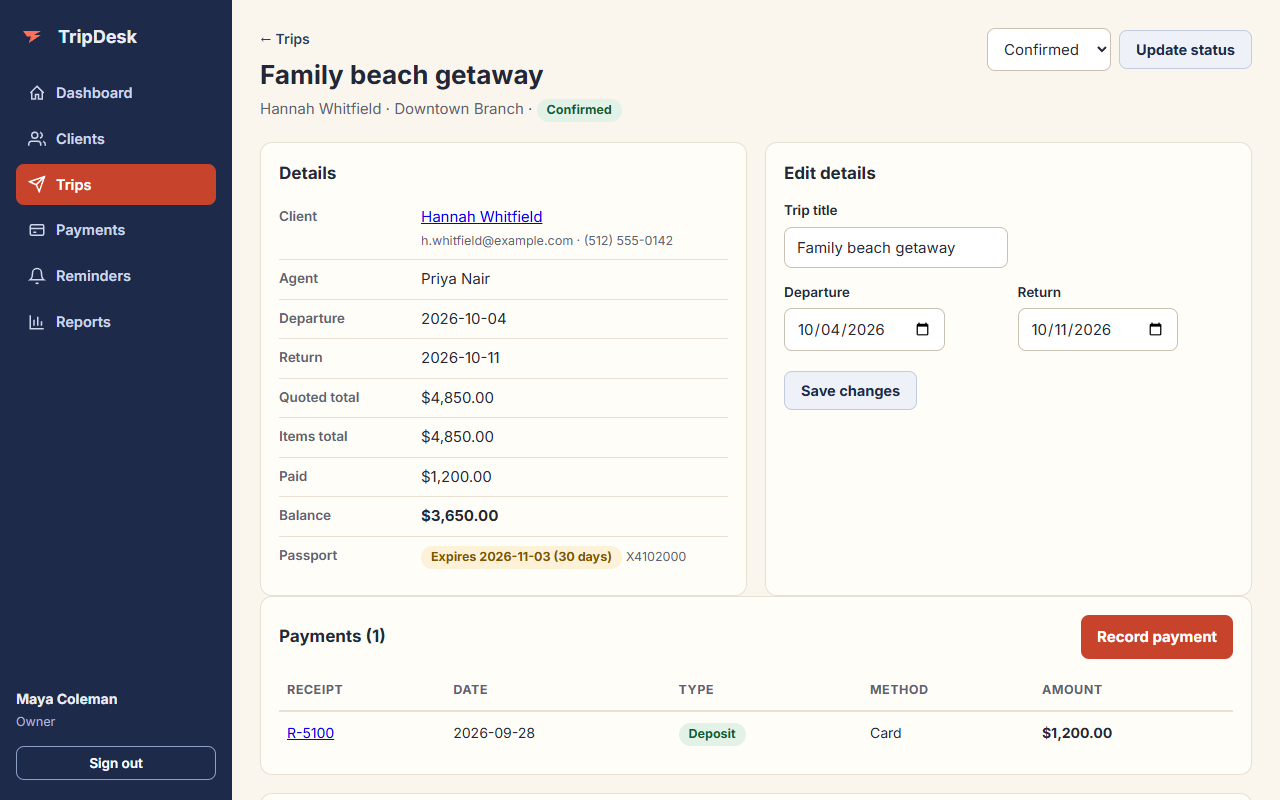 TripDesk
Dashboard
Clients
Trips
Payments
Reminders
Reports
Maya Coleman
Owner
Sign out
← Trips
Family beach getaway
Hannah Whitfield · Downtown Branch · Confirmed
Confirmed
Update status
Details
Client Hannah Whitfield
h.whitfield@example.com · (512) 555-0142
Agent Priya Nair
Departure 2026-10-04
Return 2026-10-11
Quoted total $4,850.00
Items total $4,850.00
Paid $1,200.00
Balance $3,650.00
Passport Expires 2026-11-03 (30 days) X4102000
Edit details
Trip title
Family beach getaway
Departure Return
10/04/2026 10/11/2026
Save changes
Payments (1)
Record payment
RECEIPT DATE TYPE METHOD AMOUNT
R-5100 2026-09-28 Deposit Card $1,200.00